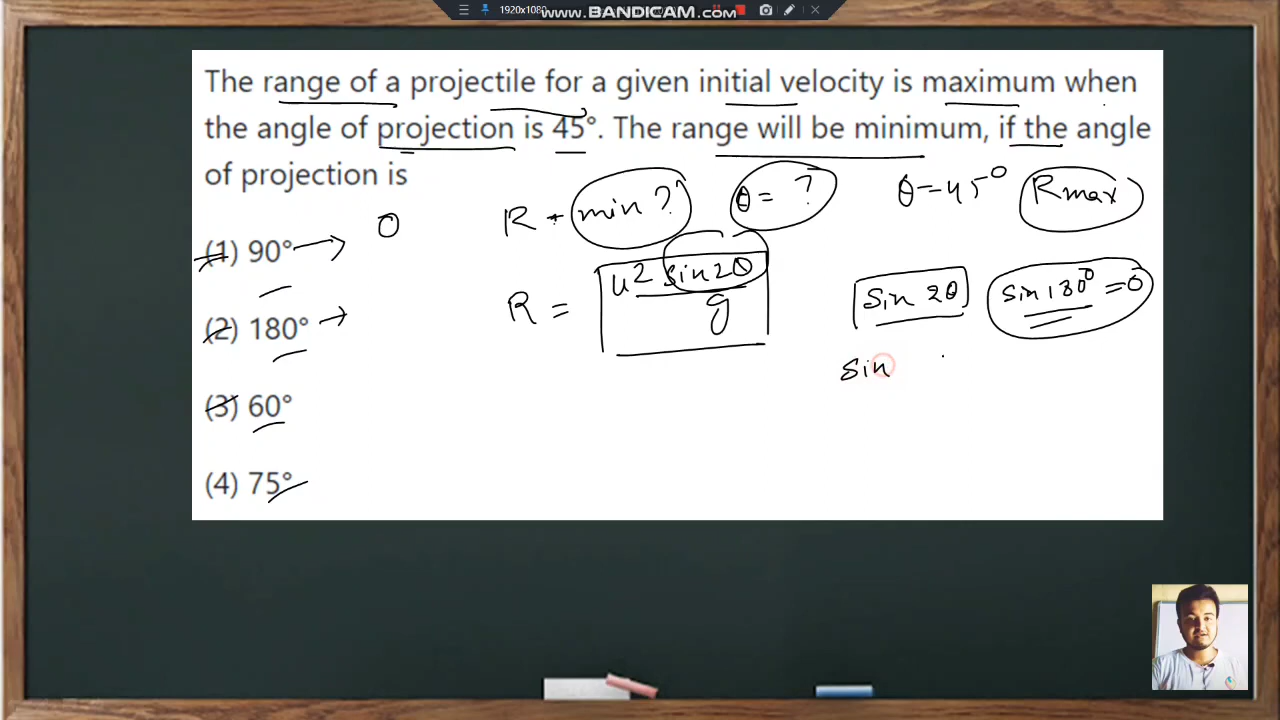 1920x1080
WWW.BANDICAM.COM
The range of a projectile for a given initial velocity is maximum when
the angle of projection is 45°. The range will be minimum, if the angle
of projection is
R → min? θ = ? θ = 45° Rmax
(1) 90° → 0
R = u² sin2θ / g
sin 2θ sin180° = 0
(2) 180° →
sin
(3) 60°
(4) 75°